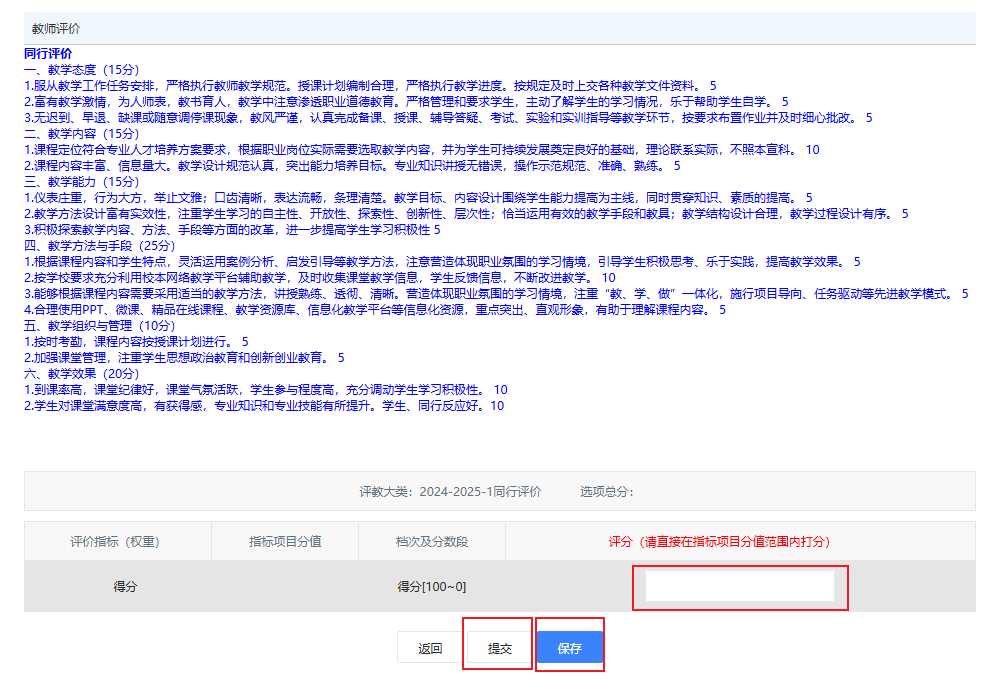 教师评价
同行评价
一、教学态度（15分）
1.服从教学工作任务安排，严格执行教师教学规范。授课计划编制合理，严格执行教学进度。按规定及时上交各种教学文件资料。 5
2.富有教学激情，为人师表，教书育人，教学中注意渗透职业道德教育。严格管理和要求学生，主动了解学生的学习情况，乐于帮助学生自学。 5
3.无迟到、早退、缺课或随意调停课现象，教风严谨，认真完成备课、授课、辅导答疑、考试、实验和实训指导等教学环节，按要求布置作业并及时细心批改。 5
二、教学内容（15分）
1.课程定位符合专业人才培养方案要求，根据职业岗位实际需要选取教学内容，并为学生可持续发展奠定良好的基础，理论联系实际，不照本宣科。 10
2.课程内容丰富、信息量大。教学设计规范认真，突出能力培养目标。专业知识讲授无错误，操作示范规范、准确、熟练。 5
三、教学能力（15分）
1.仪表庄重，行为大方，举止文雅；口齿清晰，表达流畅，条理清楚。教学目标、内容设计围绕学生能力提高为主线，同时贯穿知识、素质的提高。 5
2.教学方法设计富有实效性，注重学生学习的自主性、开放性、探索性、创新性、层次性；恰当运用有效的教学手段和教具；教学结构设计合理，教学过程设计有序。 5
3.积极探索教学内容、方法、手段等方面的改革，进一步提高学生学习积极性 5
四、教学方法与手段（25分）
1.根据课程内容和学生特点，灵活运用案例分析、启发引导等教学方法，注意营造体现职业氛围的学习情境，引导学生积极思考、乐于实践，提高教学效果。 5
2.按学校要求充分利用校本网络教学平台辅助教学，及时收集课堂教学信息，学生反馈信息，不断改进教学。 10
3.能够根据课程内容需要采用适当的教学方法，讲授熟练、透彻、清晰。营造体现职业氛围的学习情境，注重“教、学、做”一体化，施行项目导向、任务驱动等先进教学模式。 5
4.合理使用PPT、微课、精品在线课程、教学资源库、信息化教学平台等信息化资源，重点突出、直观形象，有助于理解课程内容。 5
五、教学组织与管理（10分）
1.按时考勤，课程内容按授课计划进行。 5
2.加强课堂管理，注重学生思想政治教育和创新创业教育。 5
六、教学效果（20分）
1.到课率高，课堂纪律好，课堂气氛活跃，学生参与程度高，充分调动学生学习积极性。 10
2.学生对课堂满意度高，有获得感，专业知识和专业技能有所提升。学生、同行反应好。10
评教大类：2024-2025-1同行评价 选项总分：
评价指标（权重） 指标项目分值 档次及分数段 评分（请直接在指标项目分值范围内打分）
得分 得分[100~0]
返回 提交 保存